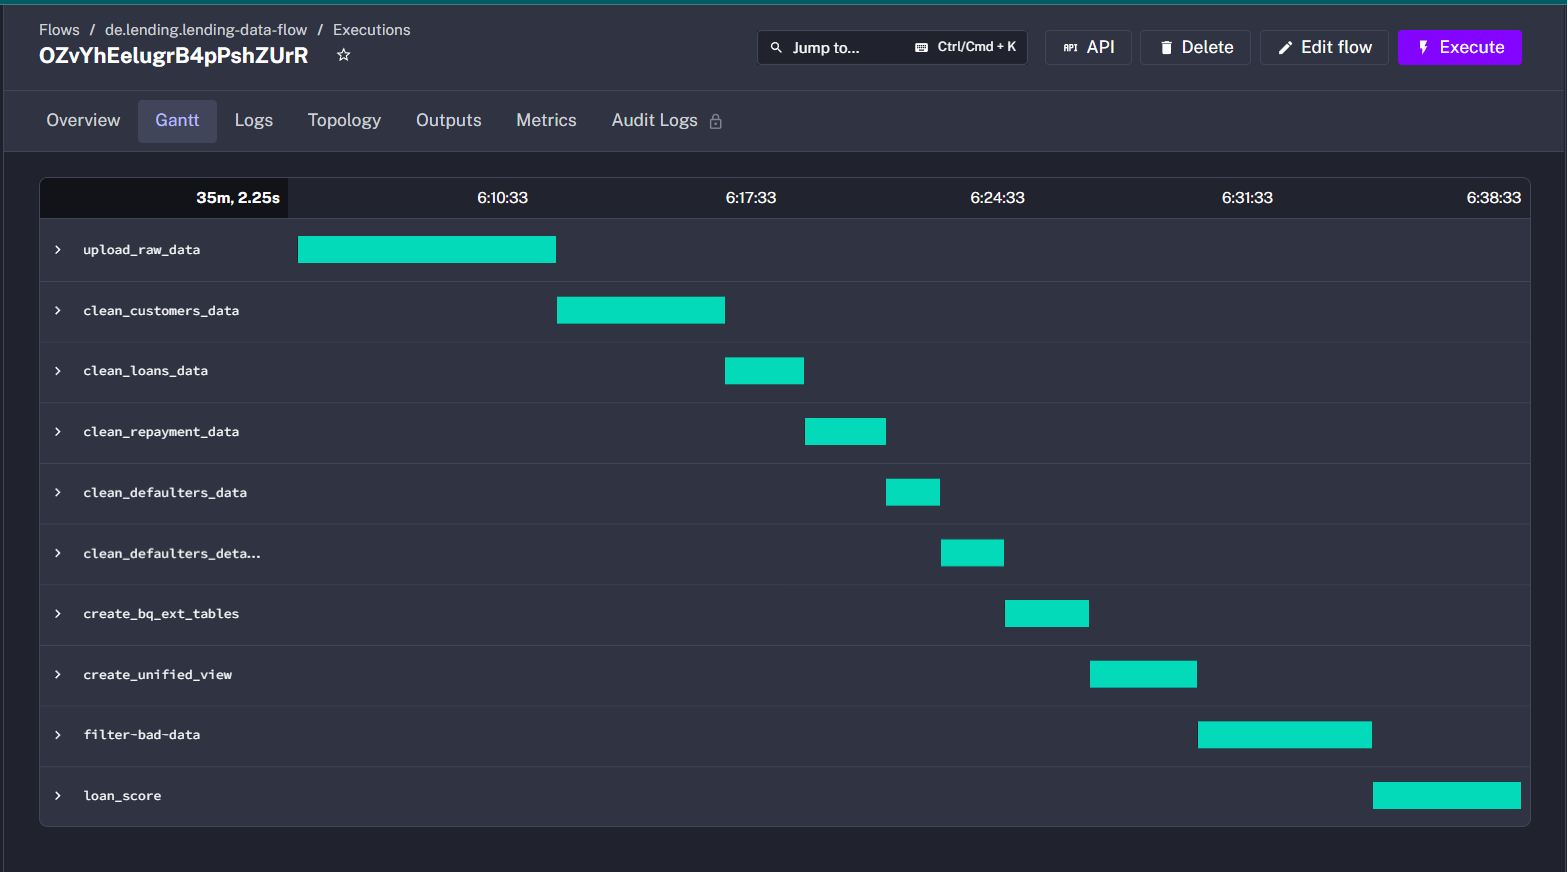 Flows / de.lending.lending-data-flow / Executions
OZvYhEelugrB4pPshZUrR
Jump to... Ctrl/Cmd + K
API API
Delete
Edit flow
Execute
Overview Gantt Logs Topology Outputs Metrics Audit Logs
35m, 2.25s 6:10:33 6:17:33 6:24:33 6:31:33 6:38:33
upload_raw_data
clean_customers_data
clean_loans_data
clean_repayment_data
clean_defaulters_data
clean_defaulters_deta...
create_bq_ext_tables
create_unified_view
filter-bad-data
loan_score